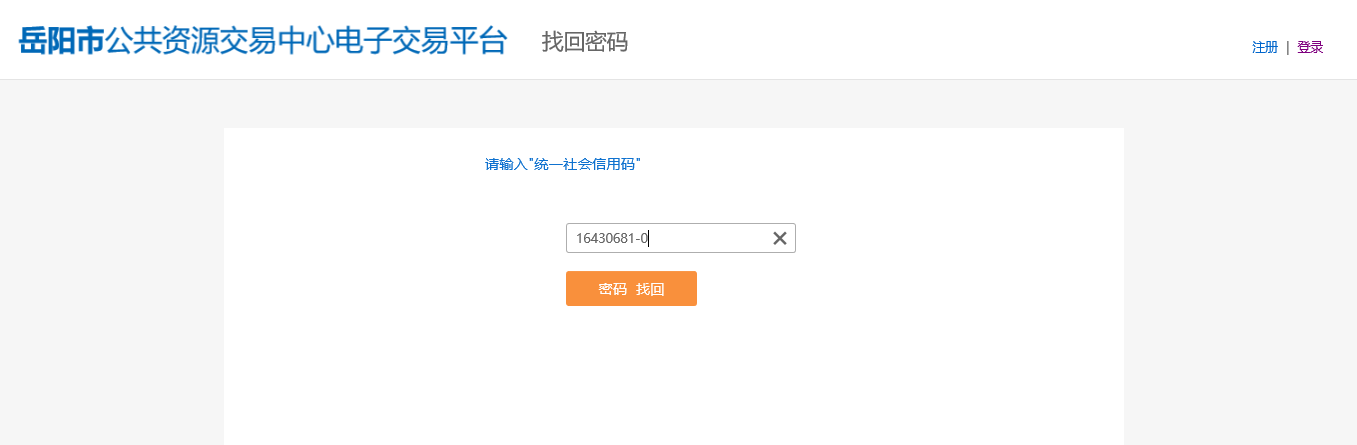 岳阳市公共资源交易中心电子交易平台 找回密码
注册 | 登录
请输入"统一社会信用码"
16430681-0
密码 找回